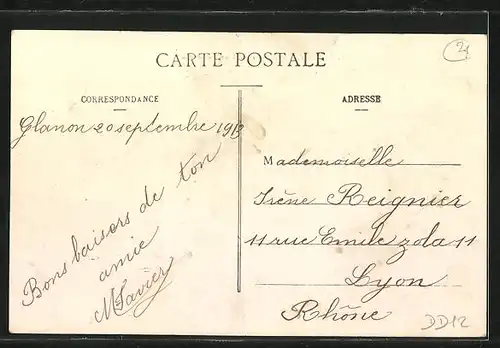 CARTE POSTALE
CORRESPONDANCE
Glanon 20 septembre 1913
Bons baisers de ton
amie
ADRESSE
Mademoiselle
Irène Reignier
11 rue Emile Zola 11
Lyon
Rhône
DD12